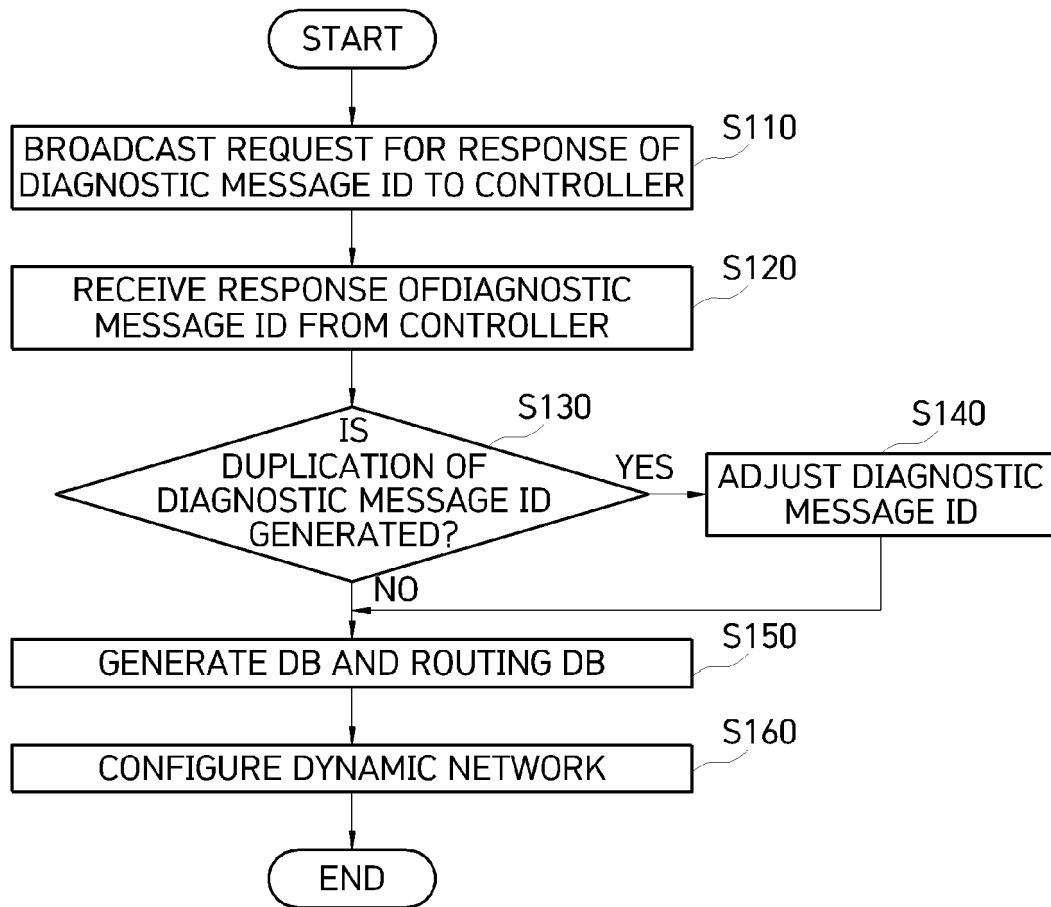 START
S110
BROADCAST REQUEST FOR RESPONSE OF
DIAGNOSTIC MESSAGE ID TO CONTROLLER
S120
RECEIVE RESPONSE OFDIAGNOSTIC
MESSAGE ID FROM CONTROLLER
S130
IS
DUPLICATION OF
DIAGNOSTIC MESSAGE ID
GENERATED?
YES
S140
ADJUST DIAGNOSTIC
MESSAGE ID
NO
S150
GENERATE DB AND ROUTING DB
S160
CONFIGURE DYNAMIC NETWORK
END